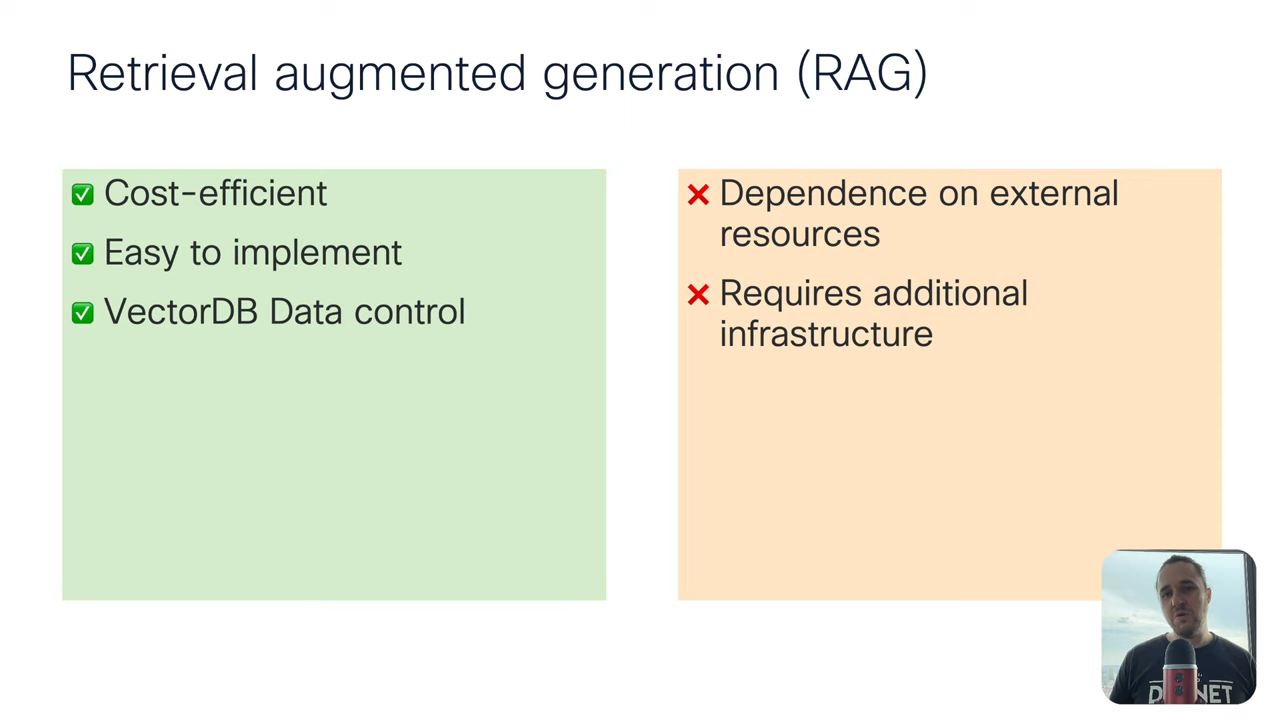 Retrieval augmented generation (RAG)
✅ Cost-efficient
✅ Easy to implement
✅ VectorDB Data control
❌ Dependence on external
resources
❌ Requires additional
infrastructure